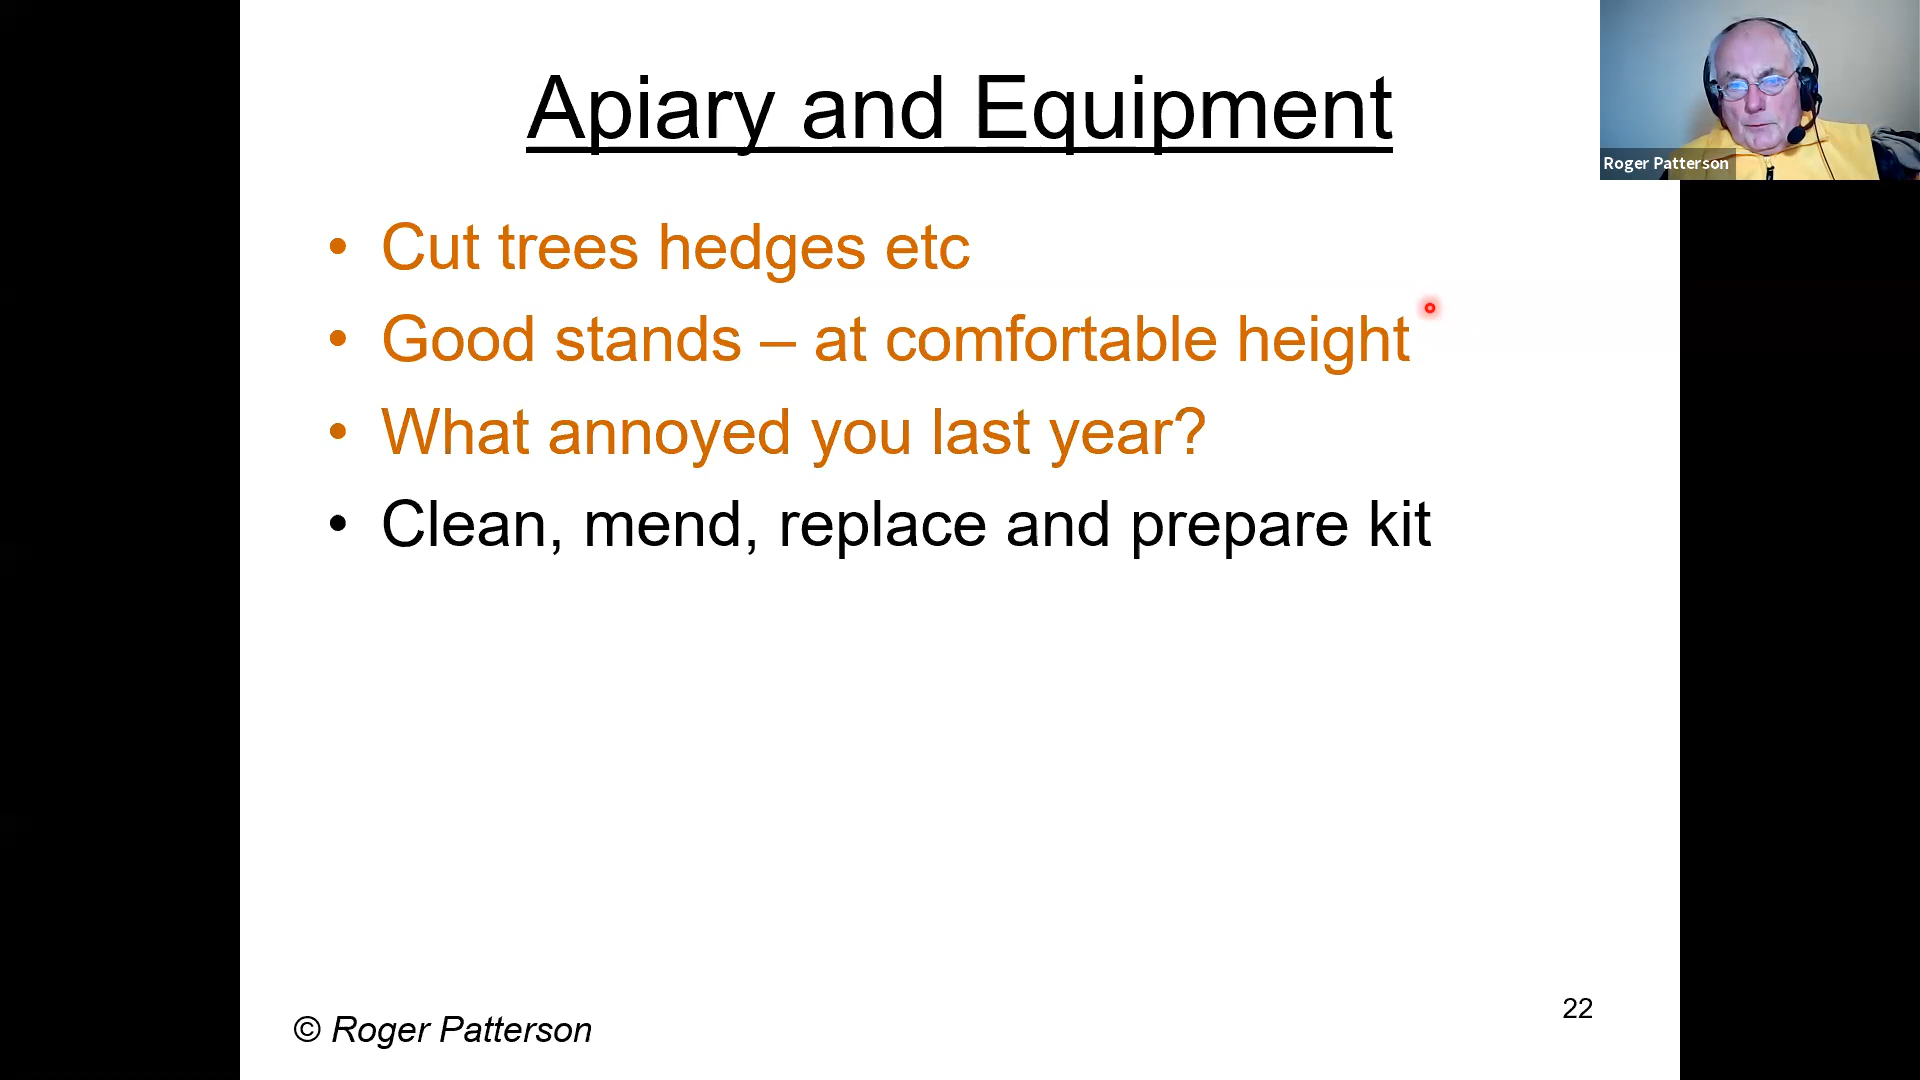 Apiary and Equipment
Roger Patterson
• Cut trees hedges etc
• Good stands – at comfortable height
• What annoyed you last year?
• Clean, mend, replace and prepare kit
22
© Roger Patterson